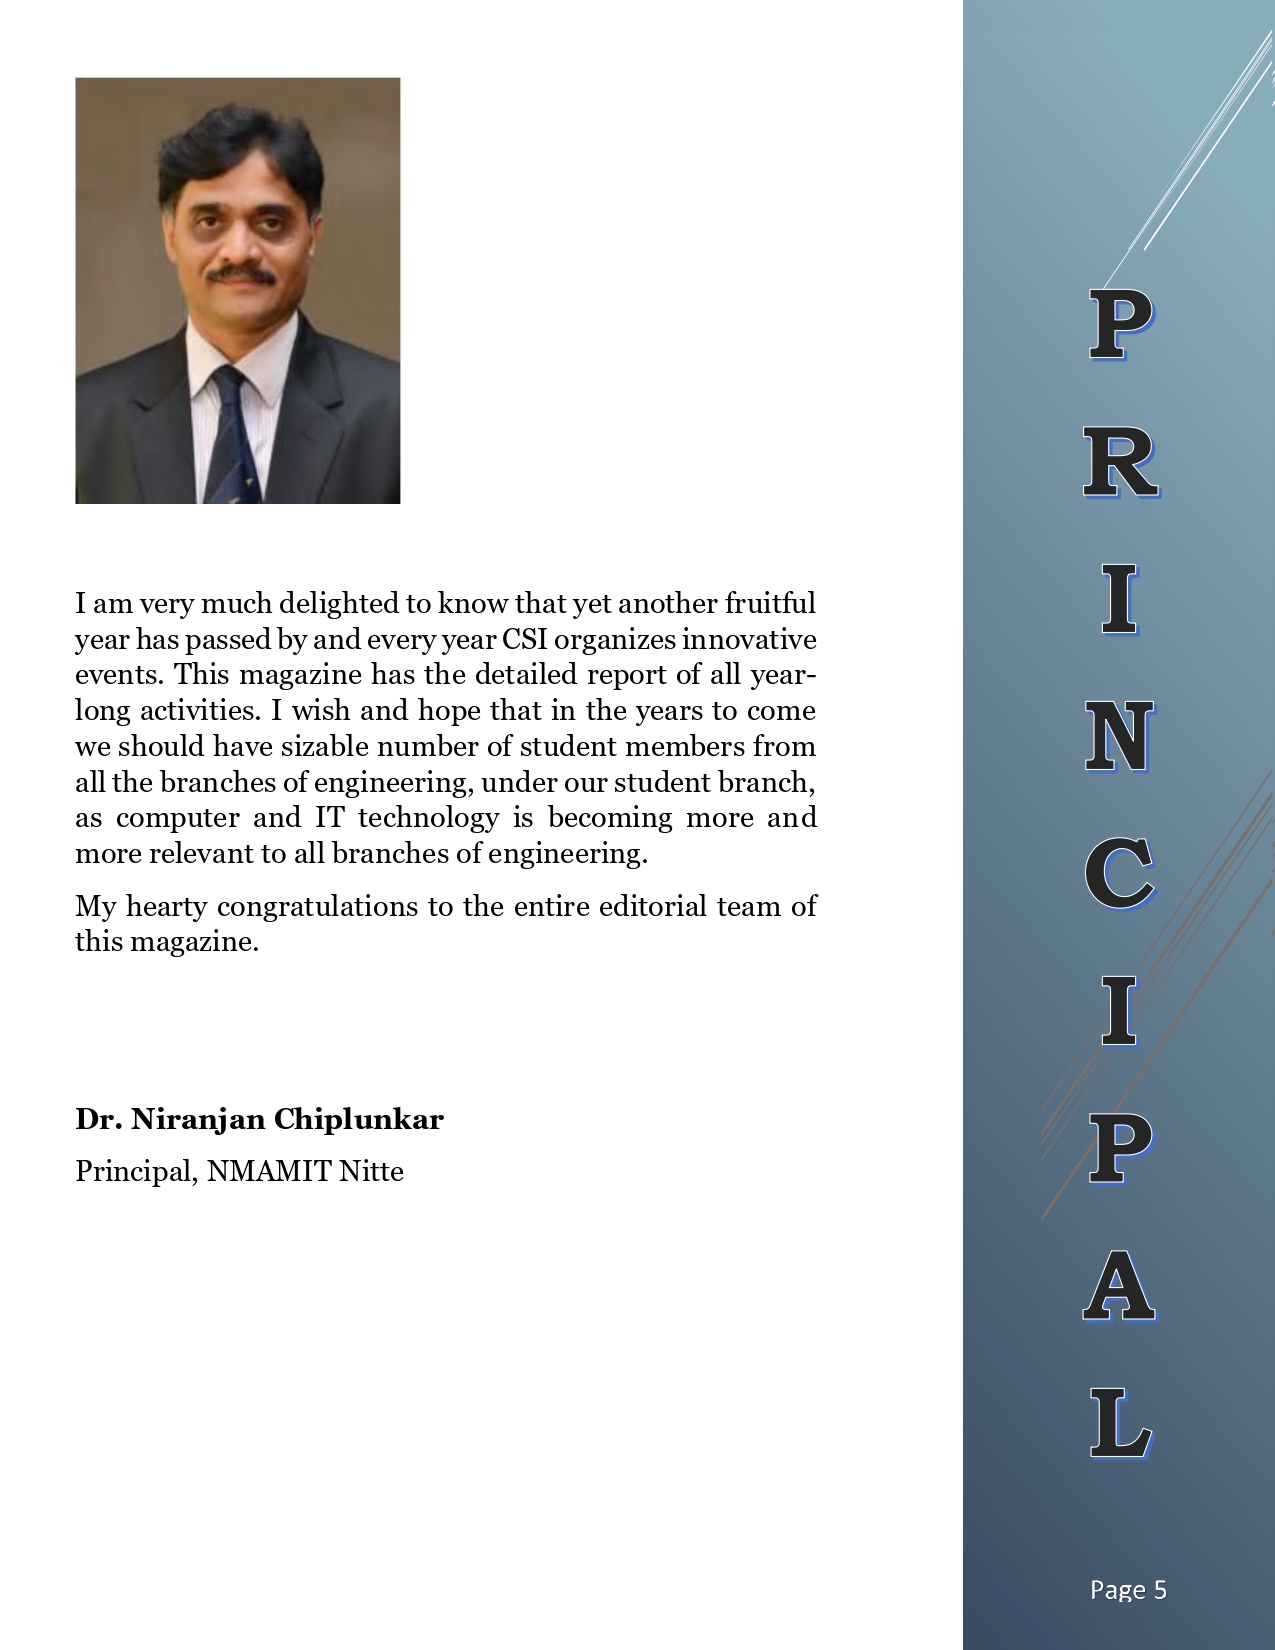 I am very much delighted to know that yet another fruitful
year has passed by and every year CSI organizes innovative
events. This magazine has the detailed report of all year-
long activities. I wish and hope that in the years to come
we should have sizable number of student members from
all the branches of engineering, under our student branch,
as computer and IT technology is becoming more and
more relevant to all branches of engineering.
My hearty congratulations to the entire editorial team of
this magazine.
Dr. Niranjan Chiplunkar
Principal, NMAMIT Nitte
P
R
I
N
C
I
P
A
L
Page 5